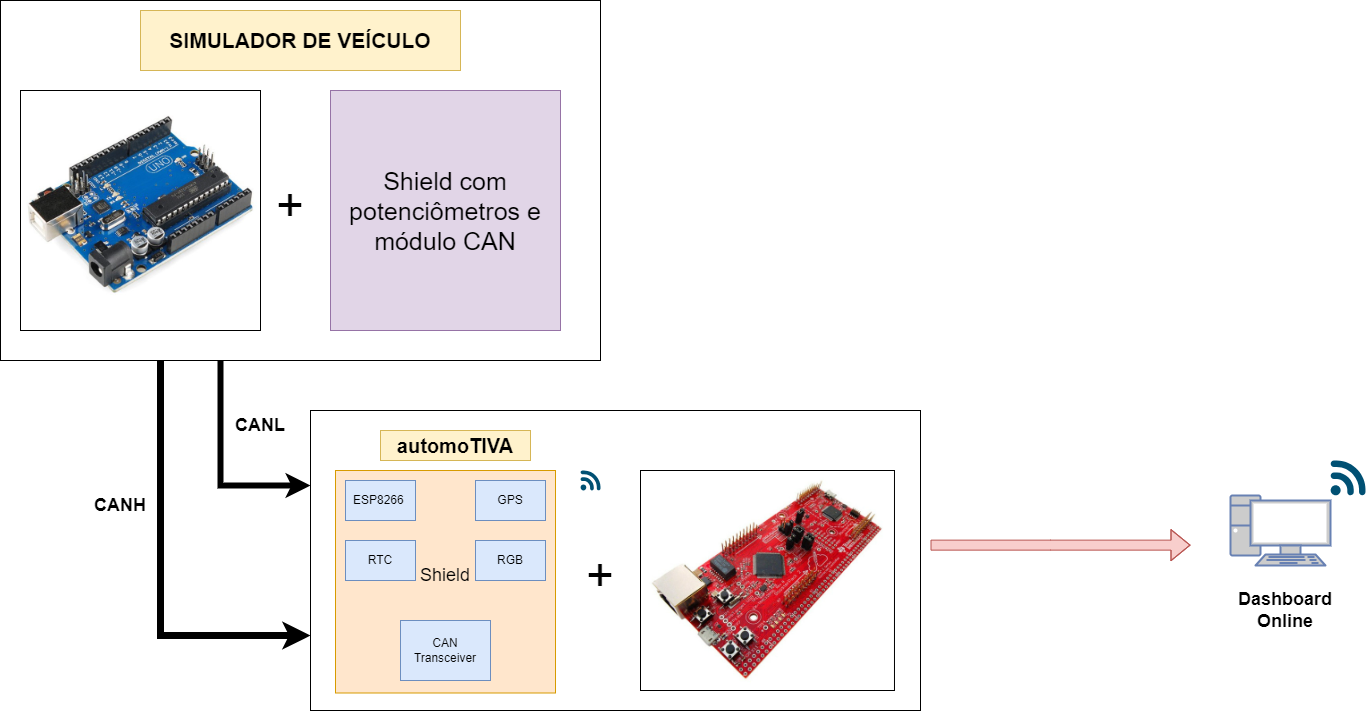 SIMULADOR DE VEÍCULO
UNO
Shield com
potenciômetros e
módulo CAN
+
CANL
CANH
automoTIVA
ESP8266
GPS
RTC
RGB
Shield
CAN
Transceiver
+
Dashboard
Online